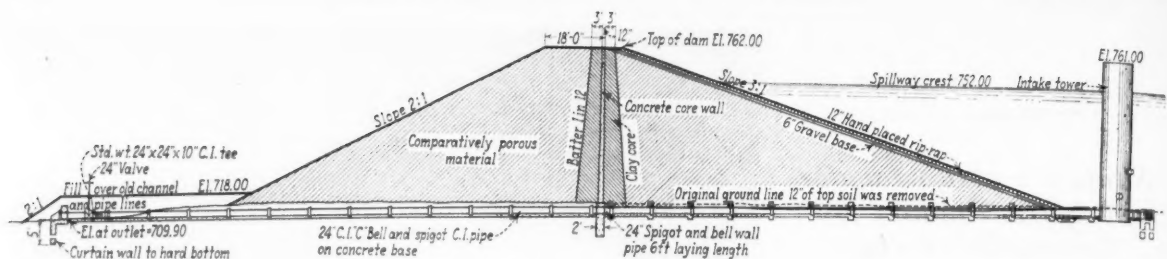 3' 3'
18'-0" 12"
Top of dam El. 762.00
El. 761.00
Spillway crest 752.00
Intake tower
Slope 3:1
Slope 2:1
Batter 1 in 12
Concrete core wall
12" Hand placed rip-rap
6" Gravel base
Comparatively porous
material
Clay core
Std. wt. 24"x24"x10" C.I. tee
24" Valve
Fill over old channel
and pipe lines
El. 718.00
Original ground line 12" of top soil was removed
2:1
El. at outlet=709.90
5'
Curtain wall to hard bottom
24" C.I. "C" Bell and spigot C.I. pipe
on concrete base
2'
24" Spigot and bell wall
pipe 6 ft laying length